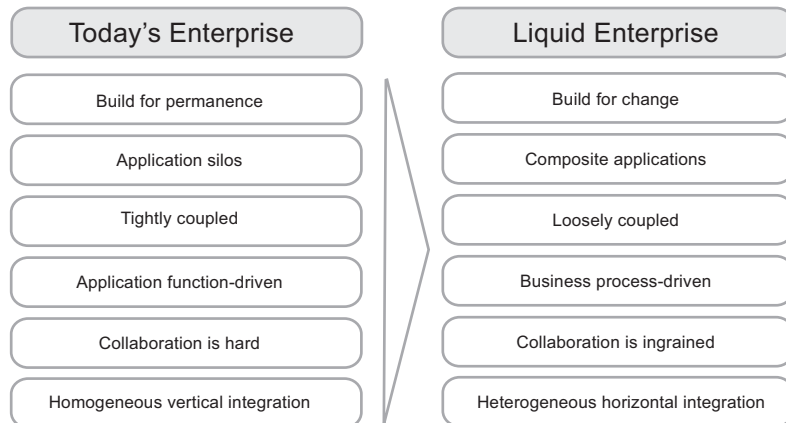 Today’s Enterprise
Build for permanence
Application silos
Tightly coupled
Application function-driven
Collaboration is hard
Homogeneous vertical integration
Liquid Enterprise
Build for change
Composite applications
Loosely coupled
Business process-driven
Collaboration is ingrained
Heterogeneous horizontal integration